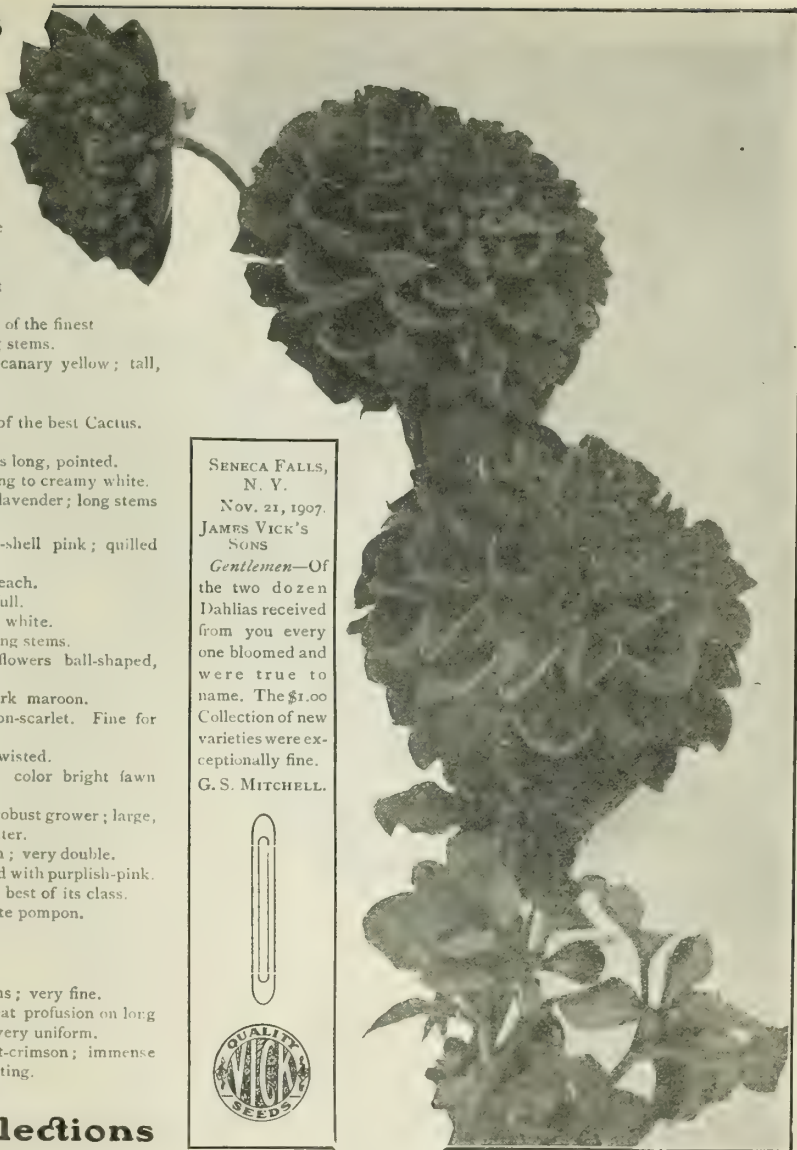 of the finest
stems.
canary yellow; tall,
of the best Cactus.
s long, pointed.
ng to creamy white.
lavender; long stems
-shell pink; quilled
each.
ull.
white.
ng stems.
flowers ball-shaped,
rk maroon.
on-scarlet. Fine for
wisted.
color bright fawn
robust grower; large,
ter.
; very double.
d with purplish-pink.
best of its class.
te pompon.
ns; very fine.
at profusion on long
very uniform.
t-crimson; immense
ting.
lections
SENECA FALLS,
N. Y.
Nov. 21, 1907.
JAMES VICK'S
SONS
Gentlemen—Of
the two dozen
Dahlias received
from you every
one bloomed and
were true to
name. The $1.00
Collection of new
varieties were ex-
ceptionally fine.
G. S. MITCHELL.
QUALITY
VICK
SEEDS